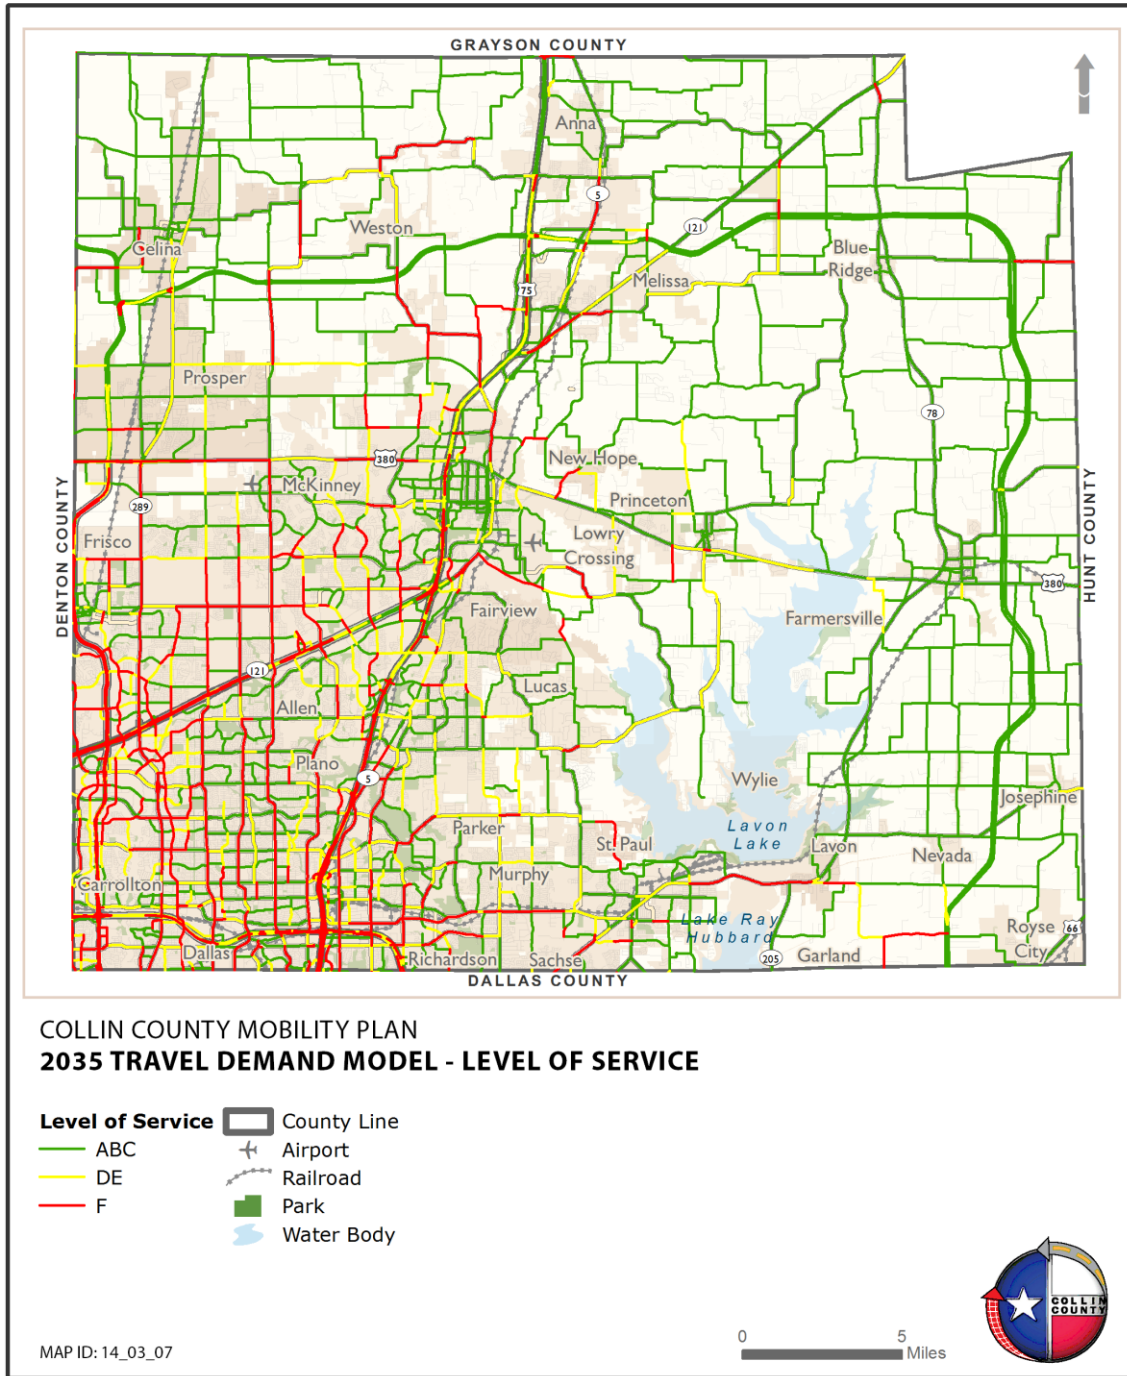 GRAYSON COUNTY
Anna
5
121
Weston
Celina
Blue
Ridge
Melissa
75
Prosper
78
380
New Hope
McKinney
289
Princeton
Lowry
Crossing
Frisco
DENTON COUNTY
HUNT COUNTY
380
Fairview
Farmersville
121
Lucas
Allen
Plano
5
Wylie
Josephine
Lavon
Lake
Parker
St. Paul
Lavon
Nevada
Murphy
Carrollton
Lake Ray
Hubbard
Royse
City
66
Dallas
Richardson
Sachse
205
Garland
DALLAS COUNTY
COLLIN COUNTY MOBILITY PLAN
2035 TRAVEL DEMAND MODEL - LEVEL OF SERVICE
Level of Service
ABC
DE
F
County Line
Airport
Railroad
Park
Water Body
COLLIN
COUNTY
0 5
Miles
MAP ID: 14_03_07